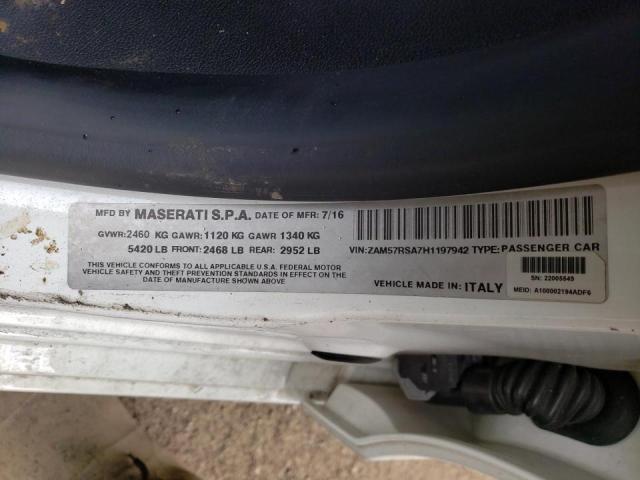 MFD BY MASERATI S.P.A. DATE OF MFR: 7/16
GVWR: 2460 KG GAWR: 1120 KG GAWR 1340 KG
5420 LB FRONT: 2468 LB REAR: 2952 LB
THIS VEHICLE CONFORMS TO ALL APPLICABLE U.S.A. FEDERAL MOTOR
VEHICLE SAFETY AND THEFT PREVENTION STANDARDS IN EFFECT ON THE
DATE OF MANUFACTURE SHOWN ABOVE
VIN: ZAM57RSA7H1197942 TYPE: PASSENGER CAR
VEHICLE MADE IN: ITALY
SN: 22005549
MEID: A100002194ADF6